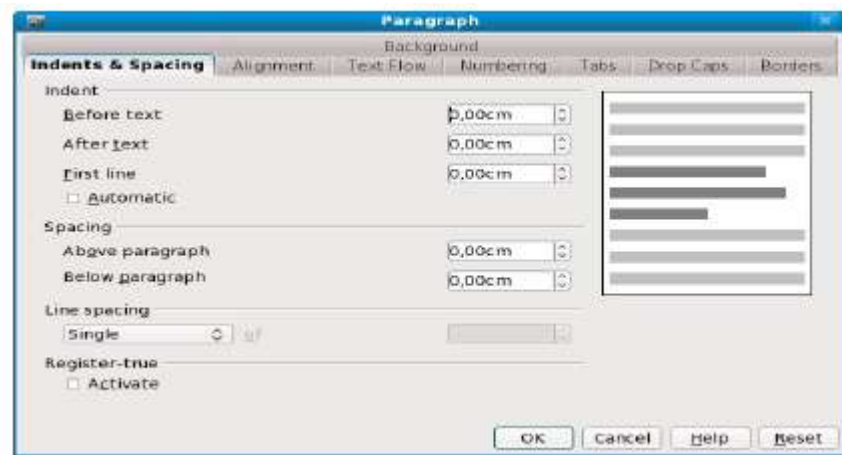 Paragraph
Background
Indents & Spacing Alignment Text Flow Numbering Tabs Drop Caps Borders
Indent
Before text 0,00cm
After text 0,00cm
First line 0,00cm
Automatic
Spacing
Above paragraph 0,00cm
Below paragraph 0,00cm
Line spacing
Single of
Register-true
Activate
OK Cancel Help Reset